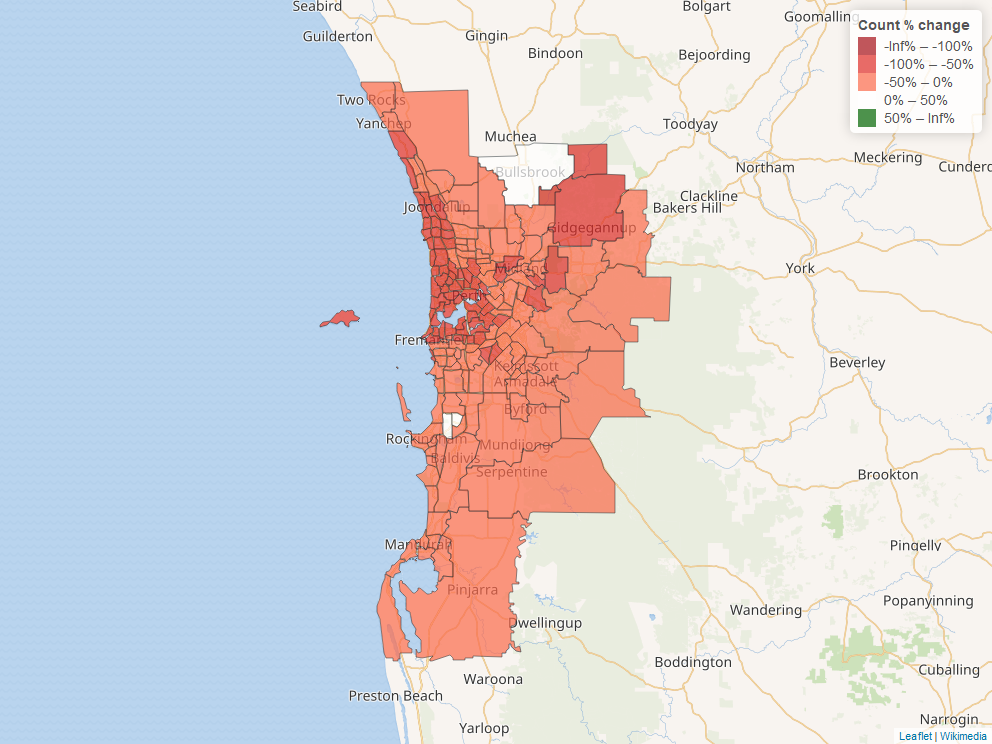 Seabird
Bolgart
Goomalling
Guilderton
Gingin
Bindoon
Bejoording
Count % change
-Inf% – -100%
-100% – -50%
-50% – 0%
0% – 50%
50% – Inf%
Two Rocks
Yanchep
Muchea
Toodyay
Bullsbrook
Northam
Meckering
Cunderd
Joondalup
Clackline
Bakers Hill
Gidgegannup
Midland
York
Perth
Fremantle
Kelmscott
Armadale
Beverley
Byford
Rockingham
Mundijong
Baldivis
Serpentine
Brookton
Mandurah
Pingelly
Pinjarra
Popanyinning
Wandering
Dwellingup
Boddington
Cuballing
Waroona
Preston Beach
Narrogin
Yarloop
Leaflet | Wikimedia